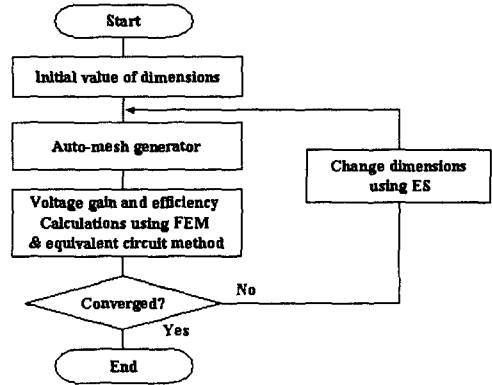 Start
Initial value of dimensions
Auto-mesh generator
Change dimensions
using ES
Voltage gain and efficiency
Calculations using FEM
& equivalent circuit method
Converged?
No
Yes
End